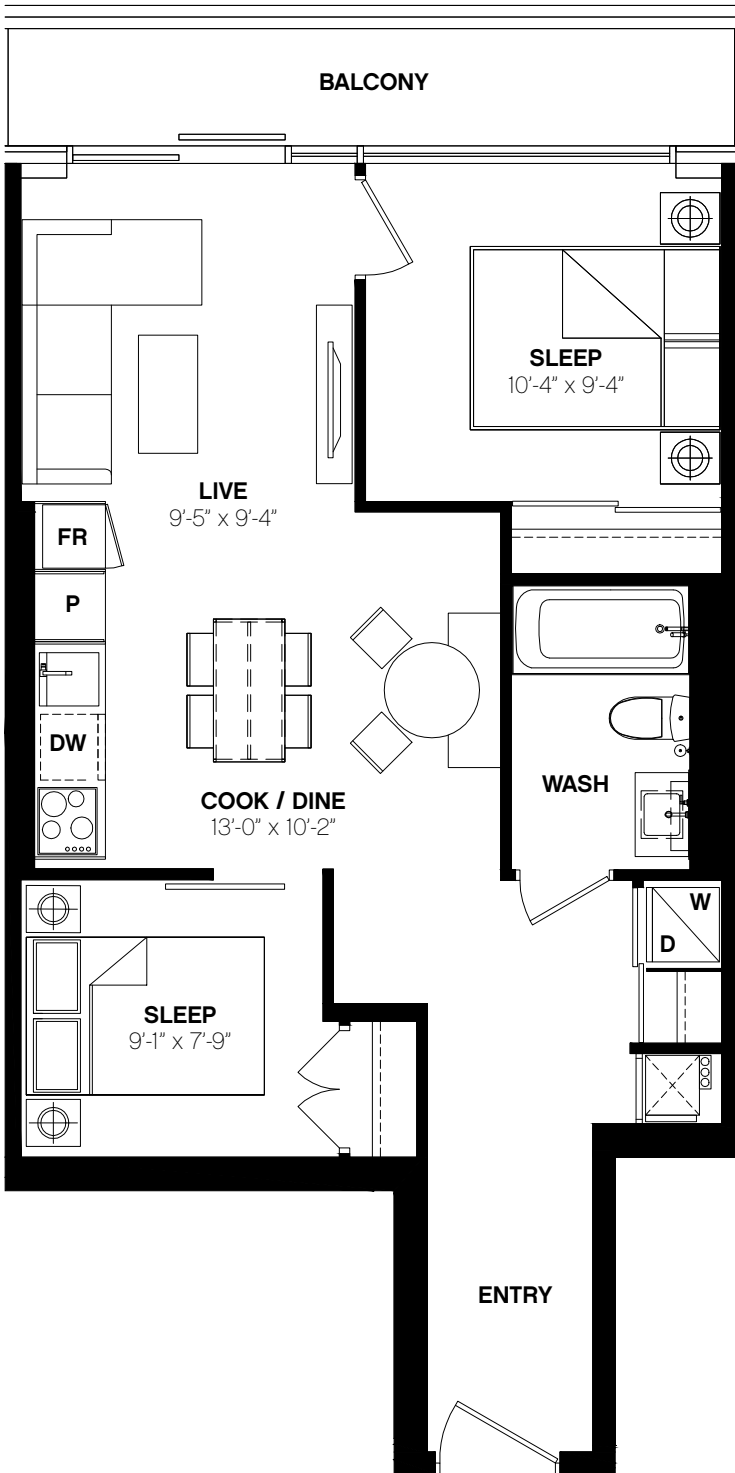 BALCONY
SLEEP
10'-4" x 9'-4"
LIVE
9'-5" x 9'-4"
FR
P
DW
WASH
COOK / DINE
13'-0" x 10'-2"
W
D
SLEEP
9'-1" x 7'-9"
ENTRY